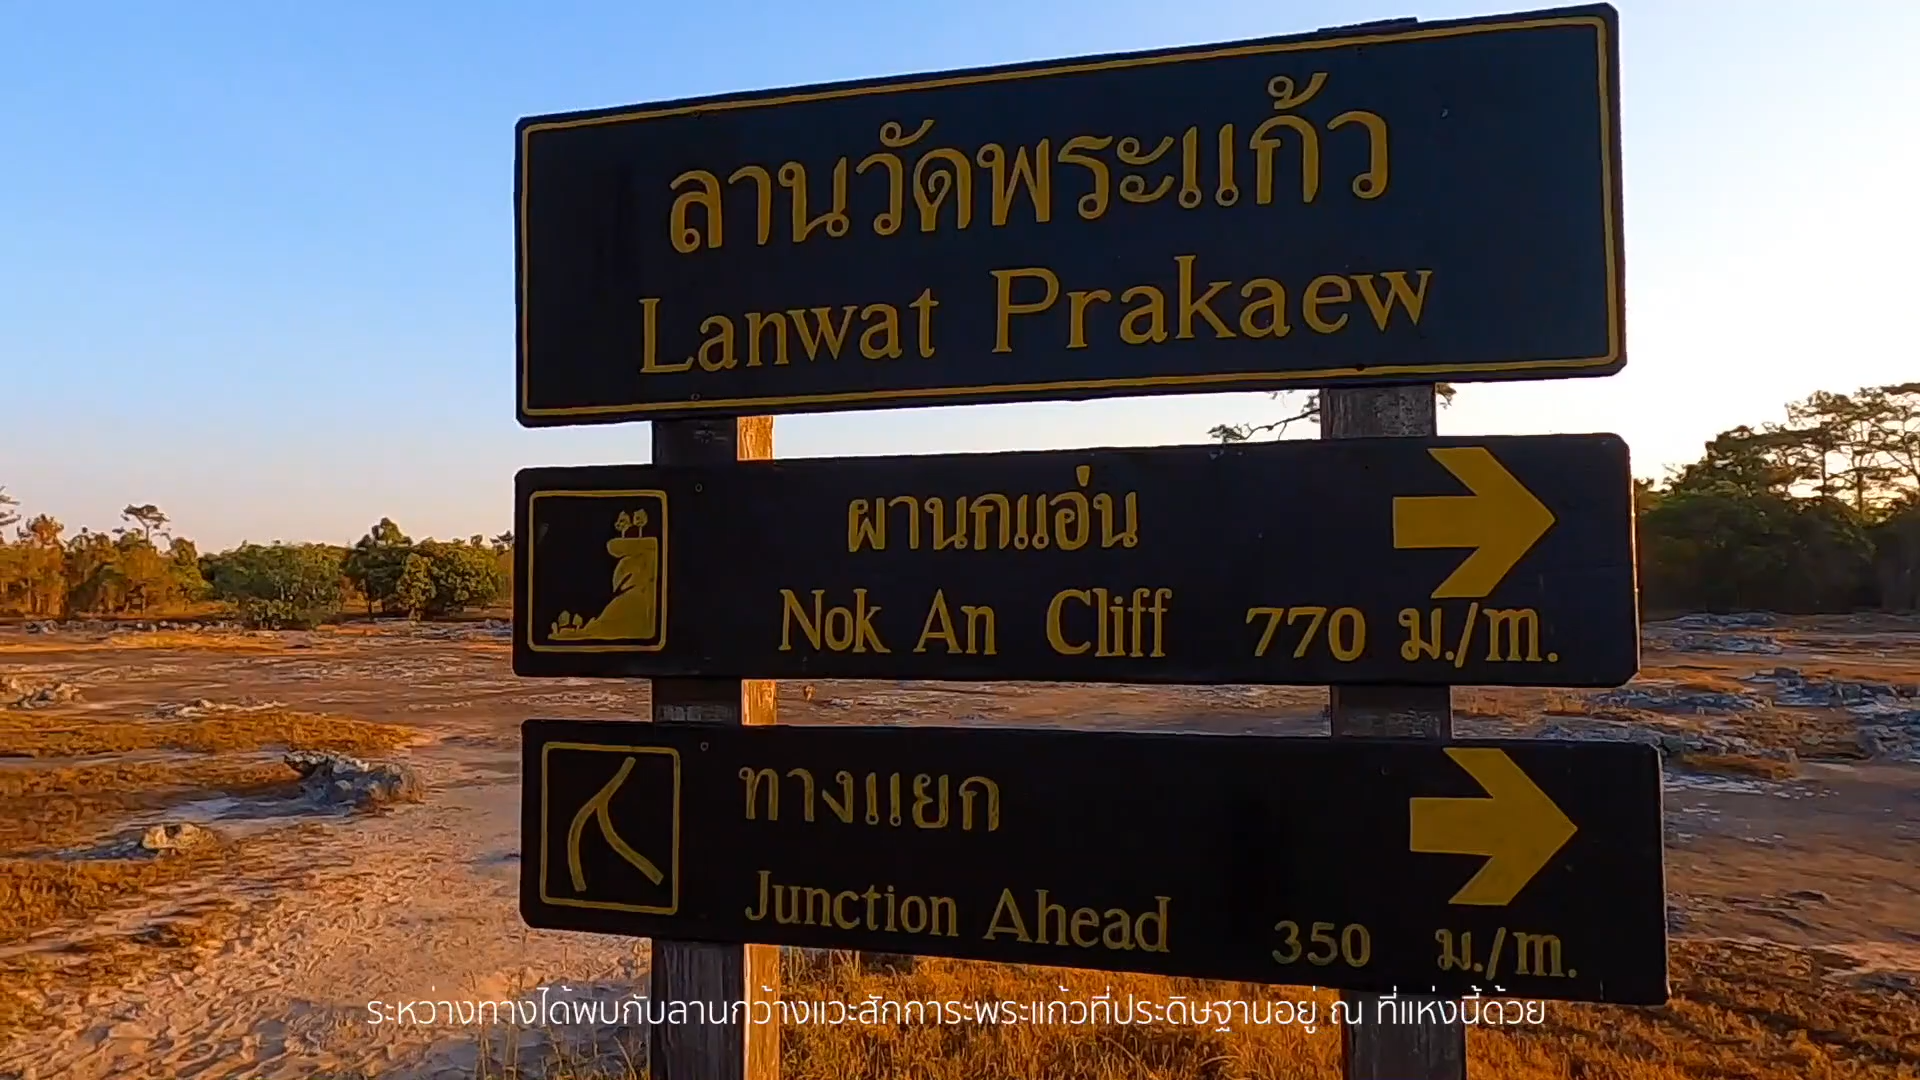 ลานวัดพระแก้ว
Lanwat Prakaew
ผานกแอ่น
Nok An Cliff 770 ม./m.
ทางแยก
Junction Ahead 350 ม./m.
ระหว่างทางได้พบกับลานกว้างแวะสักการะพระแก้วที่ประดิษฐานอยู่ ณ ที่แห่งนี้ด้วย